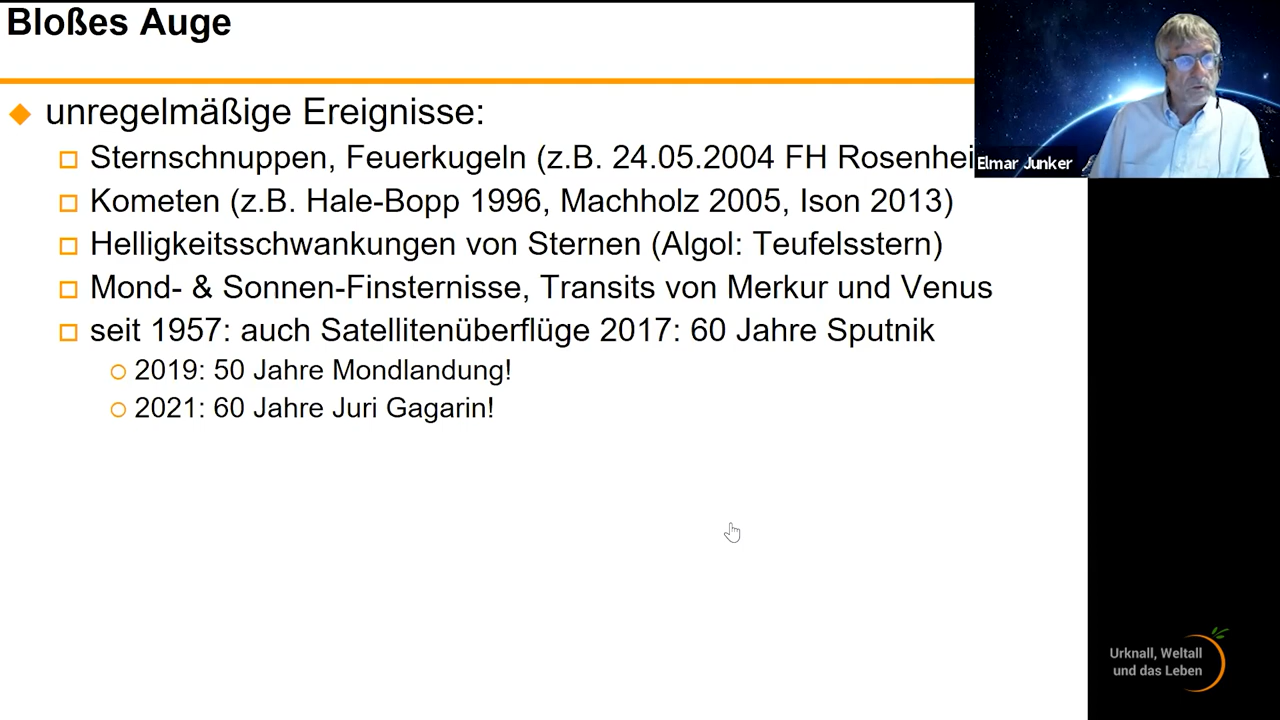 Bloßes Auge
unregelmäßige Ereignisse:
Sternschnuppen, Feuerkugeln (z.B. 24.05.2004 FH Rosenhei
Kometen (z.B. Hale-Bopp 1996, Machholz 2005, Ison 2013)
Helligkeitsschwankungen von Sternen (Algol: Teufelsstern)
Mond- & Sonnen-Finsternisse, Transits von Merkur und Venus
seit 1957: auch Satellitenüberflüge 2017: 60 Jahre Sputnik
2019: 50 Jahre Mondlandung!
2021: 60 Jahre Juri Gagarin!
Elmar Junker
Urknall, Weltall
und das Leben